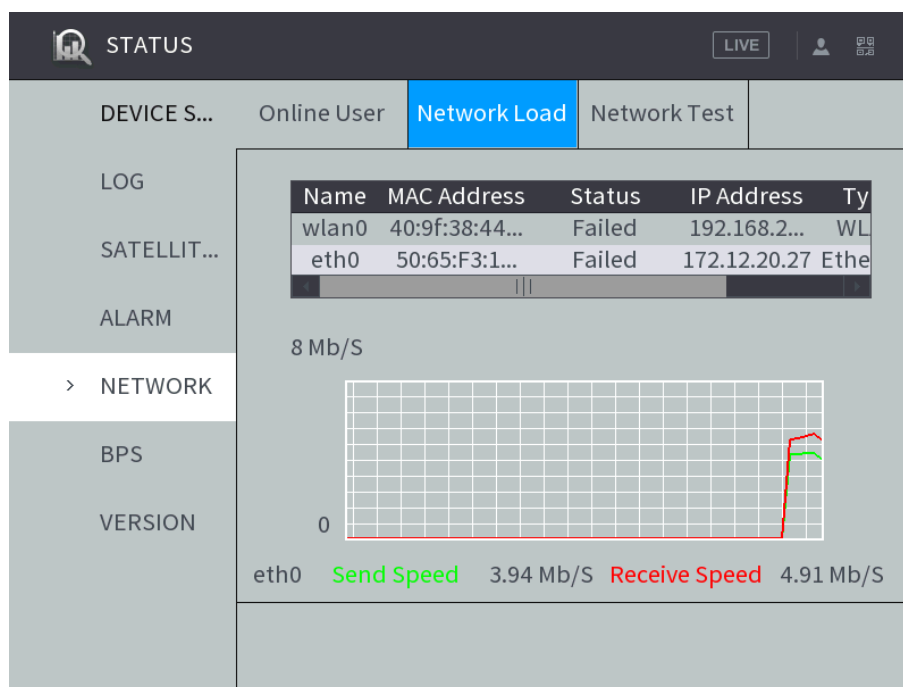 STATUS LIVE
DEVICE S... Online User Network Load Network Test
LOG
SATELLIT...
ALARM
NETWORK
BPS
VERSION
Name MAC Address Status IP Address Ty
wlan0 40:9f:38:44... Failed 192.168.2... WL
eth0 50:65:F3:1... Failed 172.12.20.27 Ethe
8 Mb/S
0
eth0 Send Speed 3.94 Mb/S Receive Speed 4.91 Mb/S